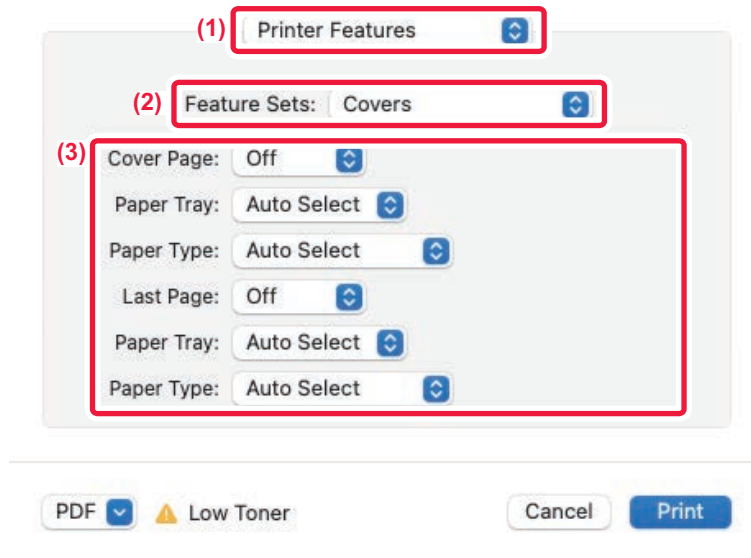 (1) Printer Features
(2) Feature Sets: Covers
(3) Cover Page: Off
Paper Tray: Auto Select
Paper Type: Auto Select
Last Page: Off
Paper Tray: Auto Select
Paper Type: Auto Select
PDF Low Toner Cancel Print